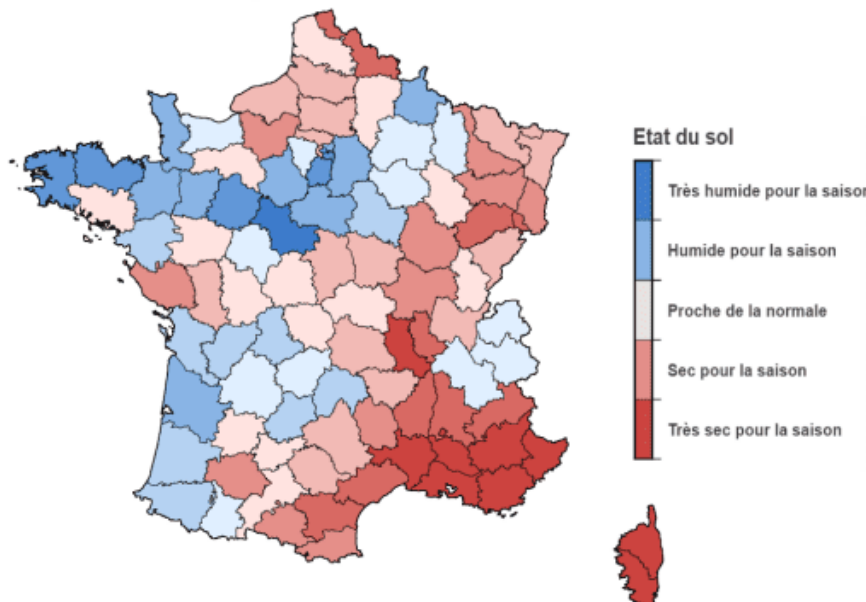 Etat du sol
Très humide pour la saison
Humide pour la saison
Proche de la normale
Sec pour la saison
Très sec pour la saison